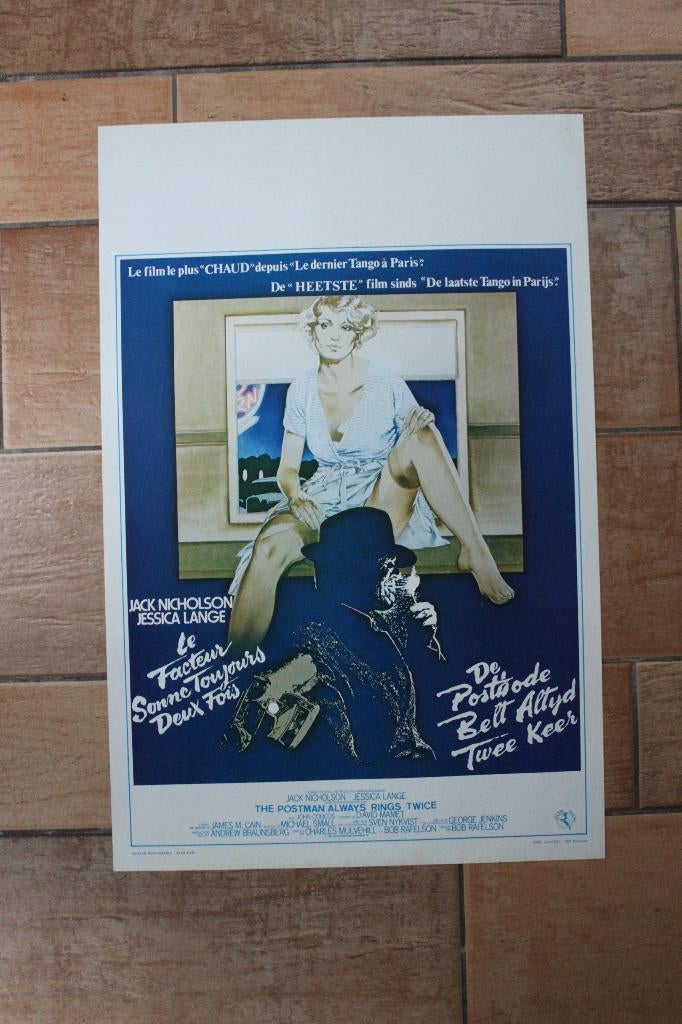 Le film le plus "CHAUD" depuis "Le dernier Tango à Paris"
De "HEETSTE" film sinds "De laatste Tango in Parijs"
ZN
JACK NICHOLSON
JESSICA LANGE
Le
Facteur
Sonne Toujours
Deux Fois
De
Postbode
Belt Altyd
Twee Keer
JACK NICHOLSON JESSICA LANGE
THE POSTMAN ALWAYS RINGS TWICE
JOHN COLICOS DAVID MAMET
JAMES M. CAIN MICHAEL SMALL SVEN NYKVIST GEORGE JENKINS
ANDREW BRAUNSBERG CHARLES MULVEHILL BOB RAFELSON BOB RAFELSON